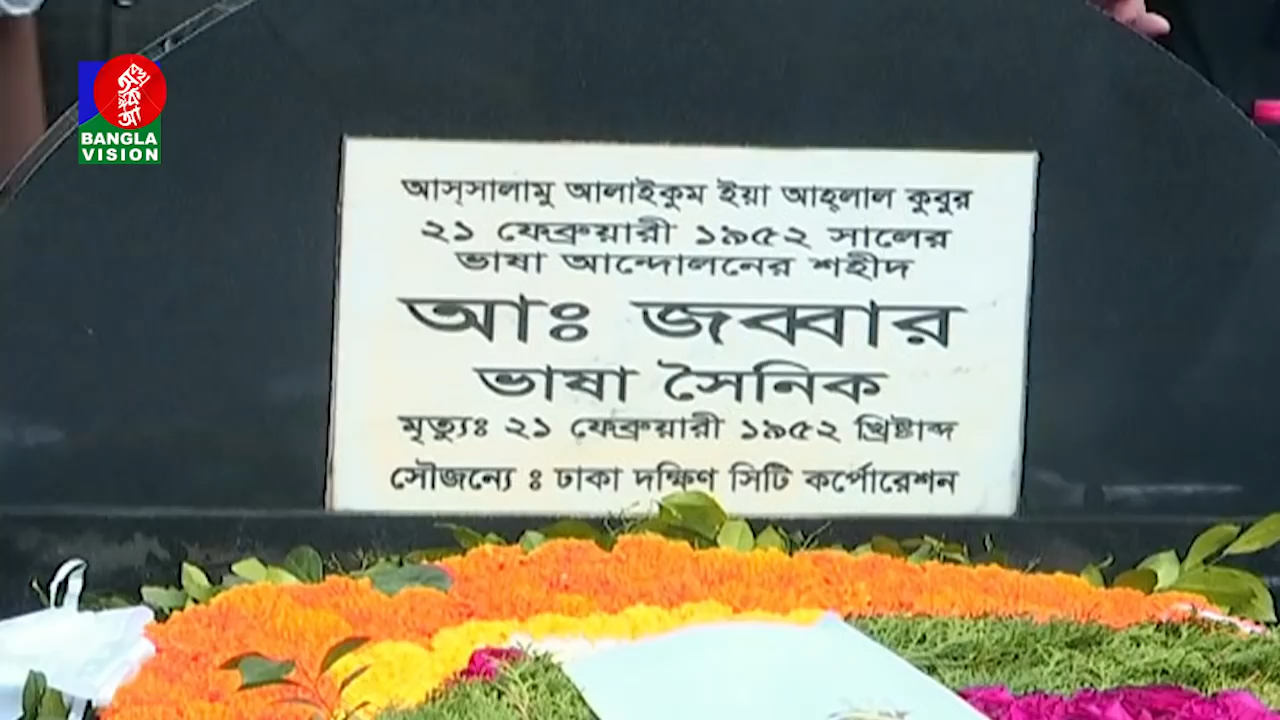 BANGLA
VISION
আস্সালামু আলাইকুম ইয়া আহ্লাল কুবুর
২১ ফেব্রুয়ারী ১৯৫২ সালের
ভাষা আন্দোলনের শহীদ
আঃ জব্বার
ভাষা সৈনিক
মৃত্যুঃ ২১ ফেব্রুয়ারী ১৯৫২ খ্রিষ্টাব্দ
সৌজন্যে ঃ ঢাকা দক্ষিণ সিটি কর্পোরেশন